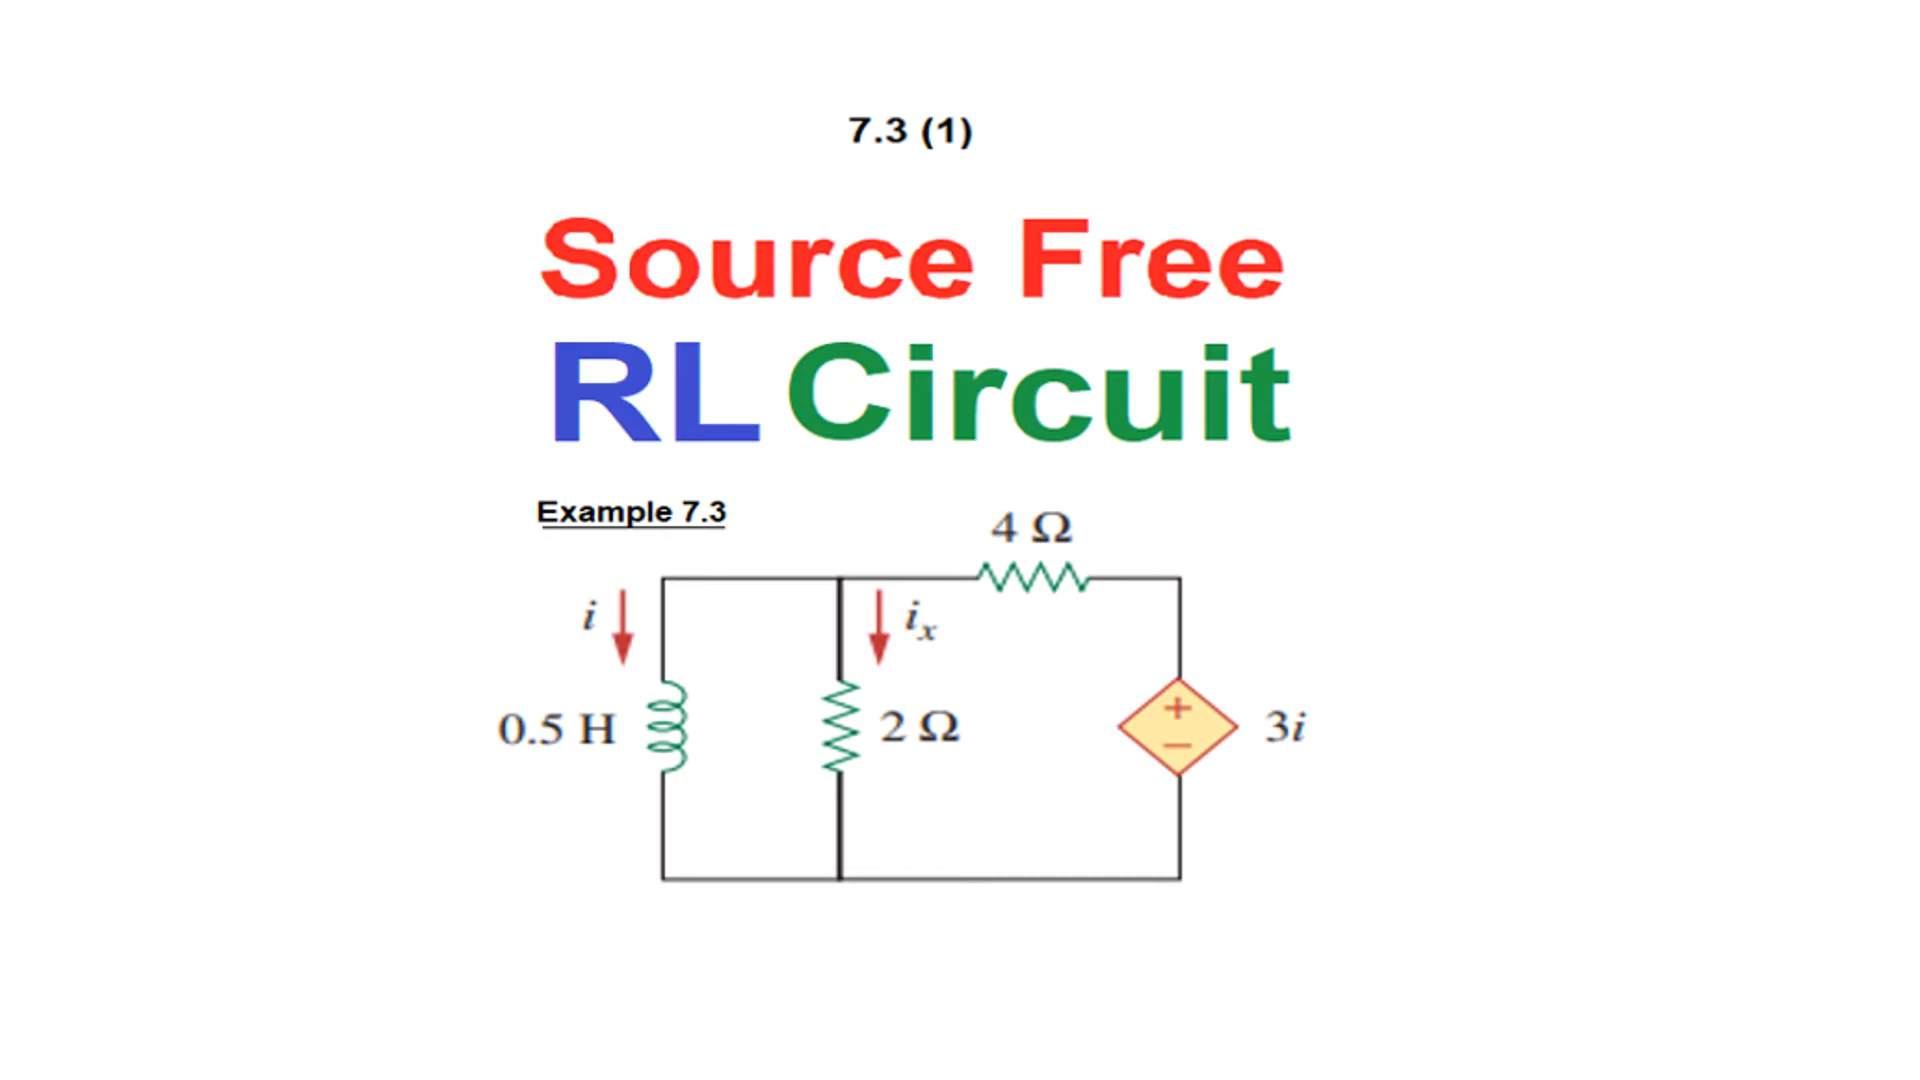 7.3 (1)
Source Free
RL Circuit
Example 7.3
4 Ω
i
iₓ
0.5 H
2 Ω
+
−
3i